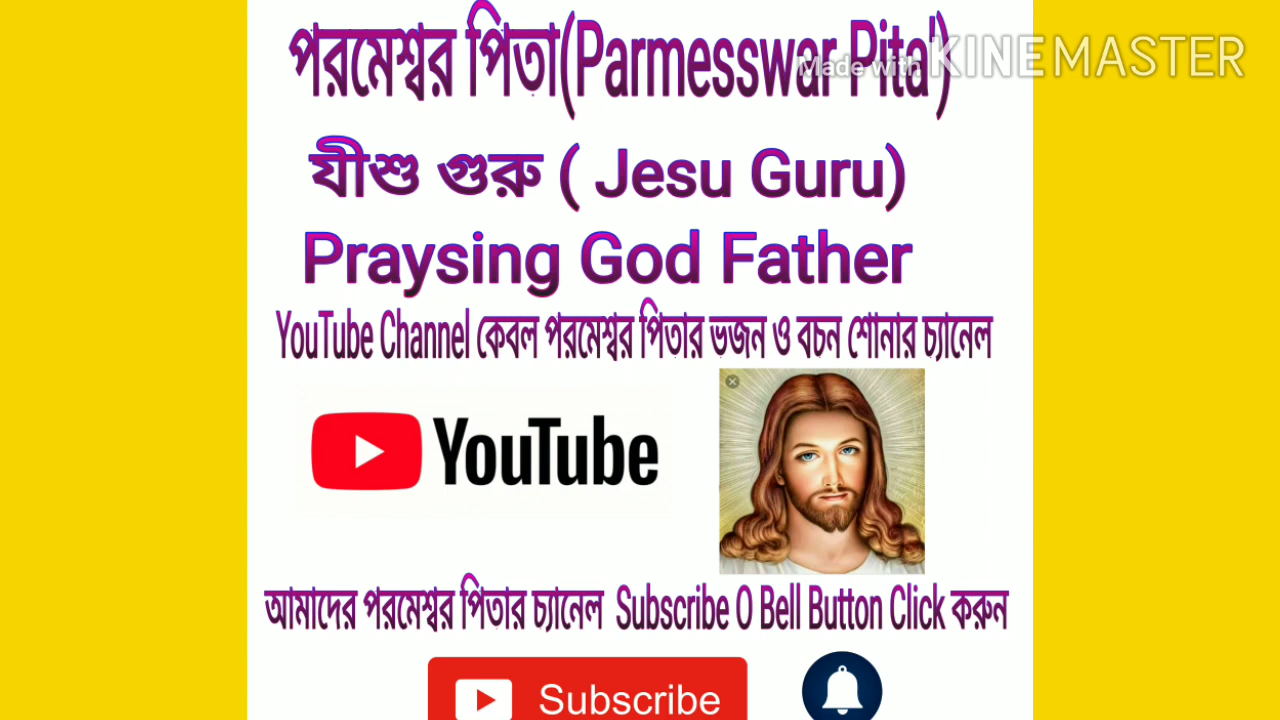 পরমেশ্বর পিতা(Parmesswar Pita')
Made with KINEMASTER
যীশু গুরু ( Jesu Guru)
Praysing God Father
YouTube Channel কেবল পরমেশ্বর পিতার ভজন ও বচন শোনার চ্যানেল
YouTube
আমাদের পরমেশ্বর পিতার চ্যানেল Subscribe O Bell Button Click করুন
Subscribe